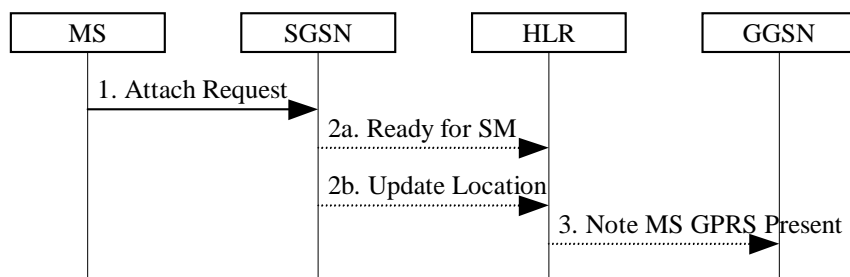 MS SGSN HLR GGSN
1. Attach Request
2a. Ready for SM
2b. Update Location
3. Note MS GPRS Present